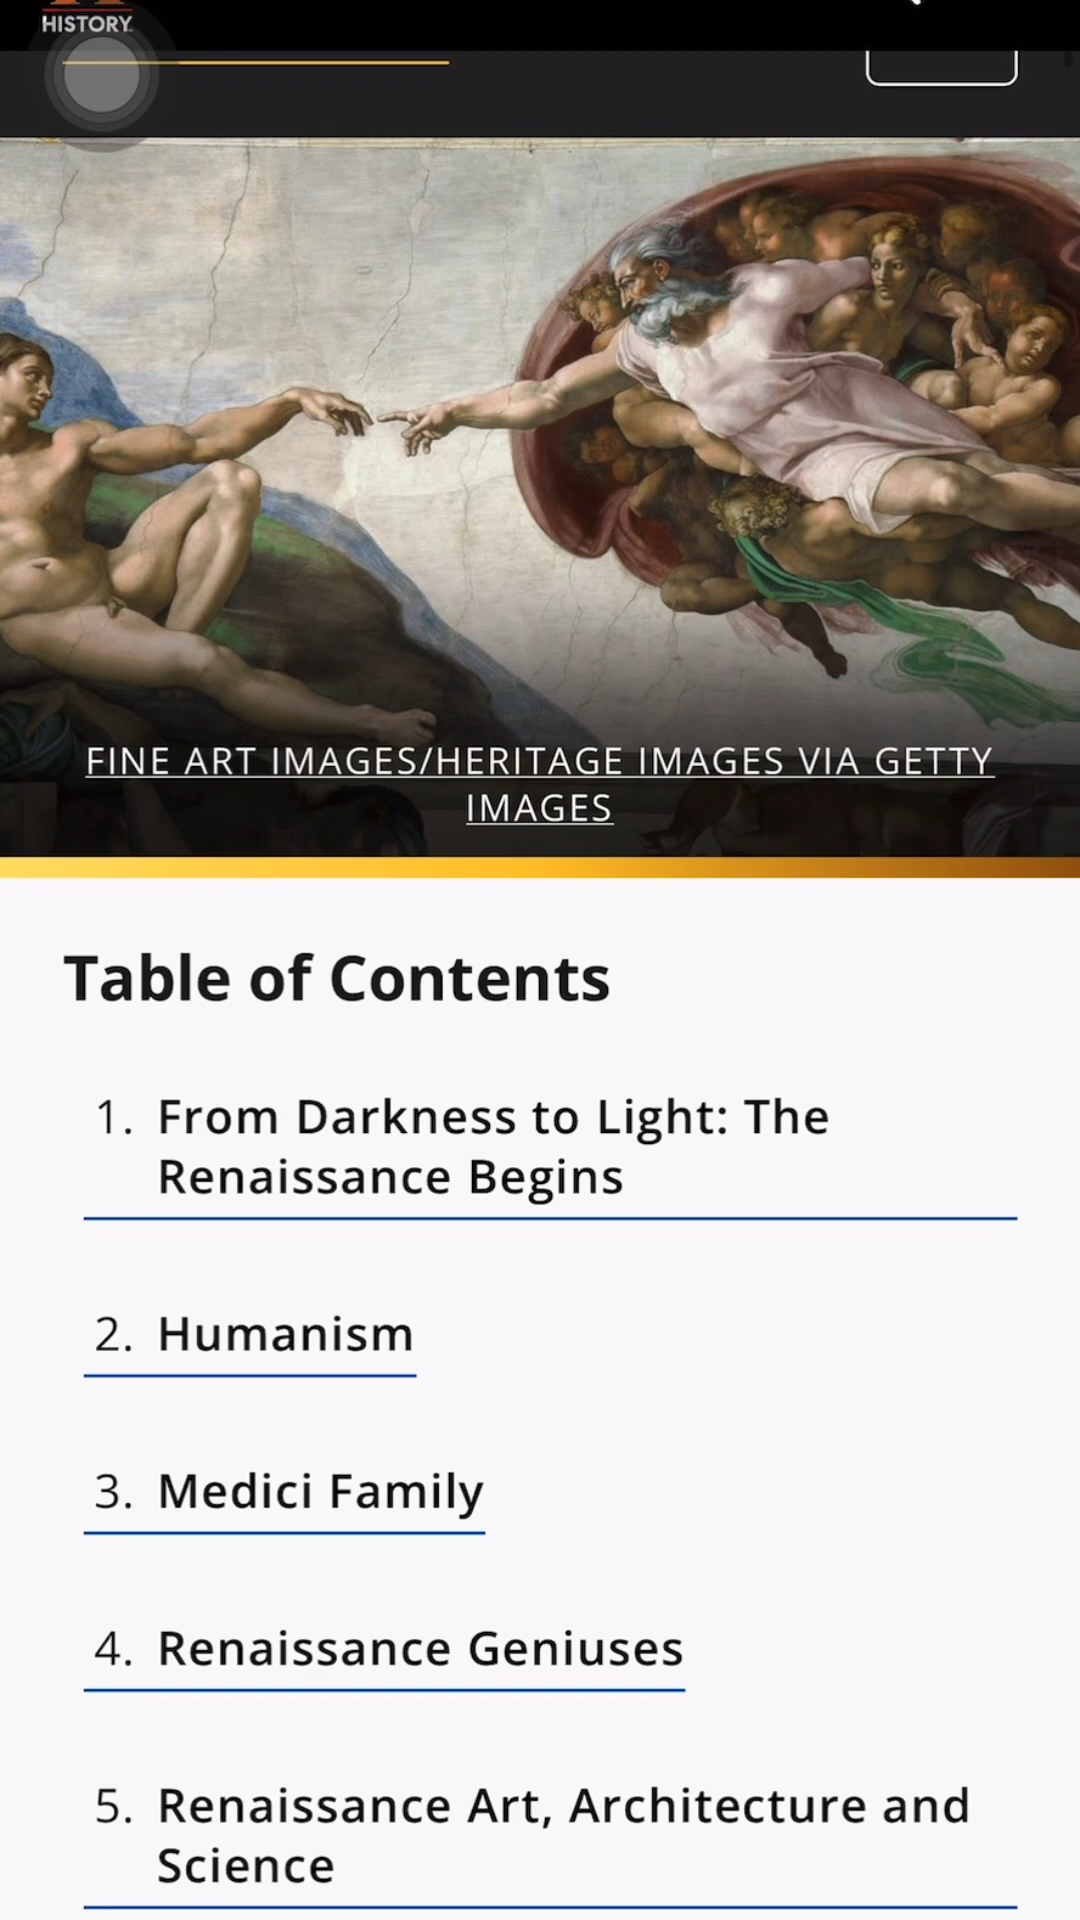 HISTORY
FINE ART IMAGES/HERITAGE IMAGES VIA GETTY
IMAGES
Table of Contents
1. From Darkness to Light: The
Renaissance Begins
2. Humanism
3. Medici Family
4. Renaissance Geniuses
5. Renaissance Art, Architecture and
Science